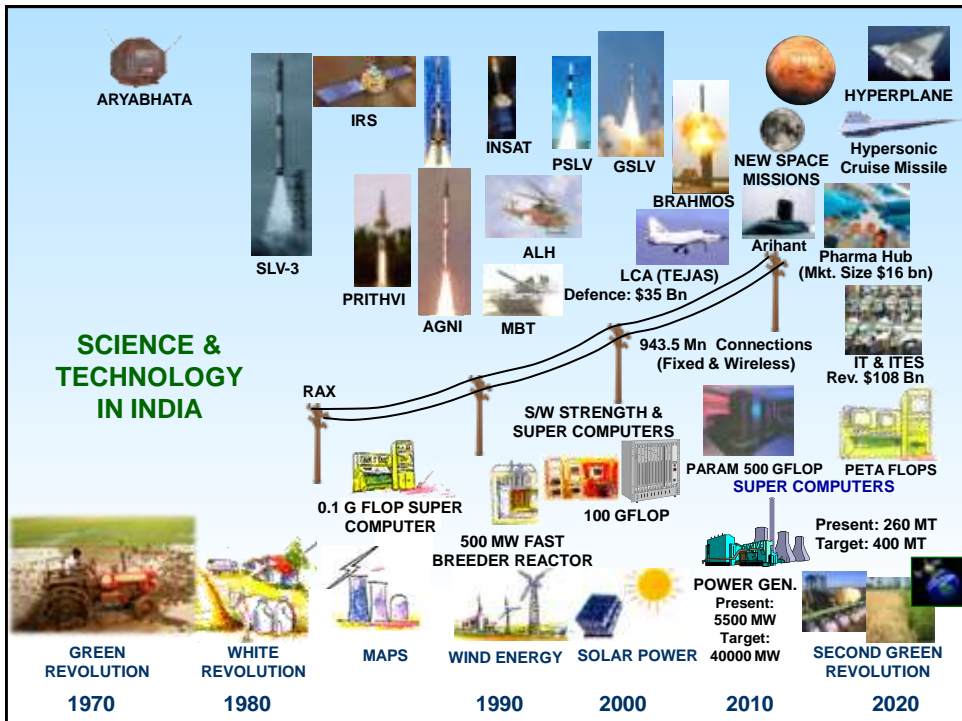 ARYABHATA
SLV-3
IRS
PRITHVI
AGNI
INSAT
ALH
MBT
PSLV
GSLV
BRAHMOS
LCA (TEJAS)
Defence: $35 Bn
NEW SPACE
MISSIONS
Arihant
HYPERPLANE
Hypersonic
Cruise Missile
Pharma Hub
(Mkt. Size $16 bn)
SCIENCE &
TECHNOLOGY
IN INDIA
RAX
943.5 Mn Connections
(Fixed & Wireless)
IT & ITES
Rev. $108 Bn
S/W STRENGTH &
SUPER COMPUTERS
0.1 G FLOP SUPER
COMPUTER
500 MW FAST
BREEDER REACTOR
100 GFLOP
PARAM 500 GFLOP
PETA FLOPS
SUPER COMPUTERS
Present: 260 MT
Target: 400 MT
POWER GEN.
Present:
5500 MW
Target:
40000 MW
GREEN
REVOLUTION
WHITE
REVOLUTION
MAPS
WIND ENERGY
SOLAR POWER
SECOND GREEN
REVOLUTION
1970
1980
1990
2000
2010
2020